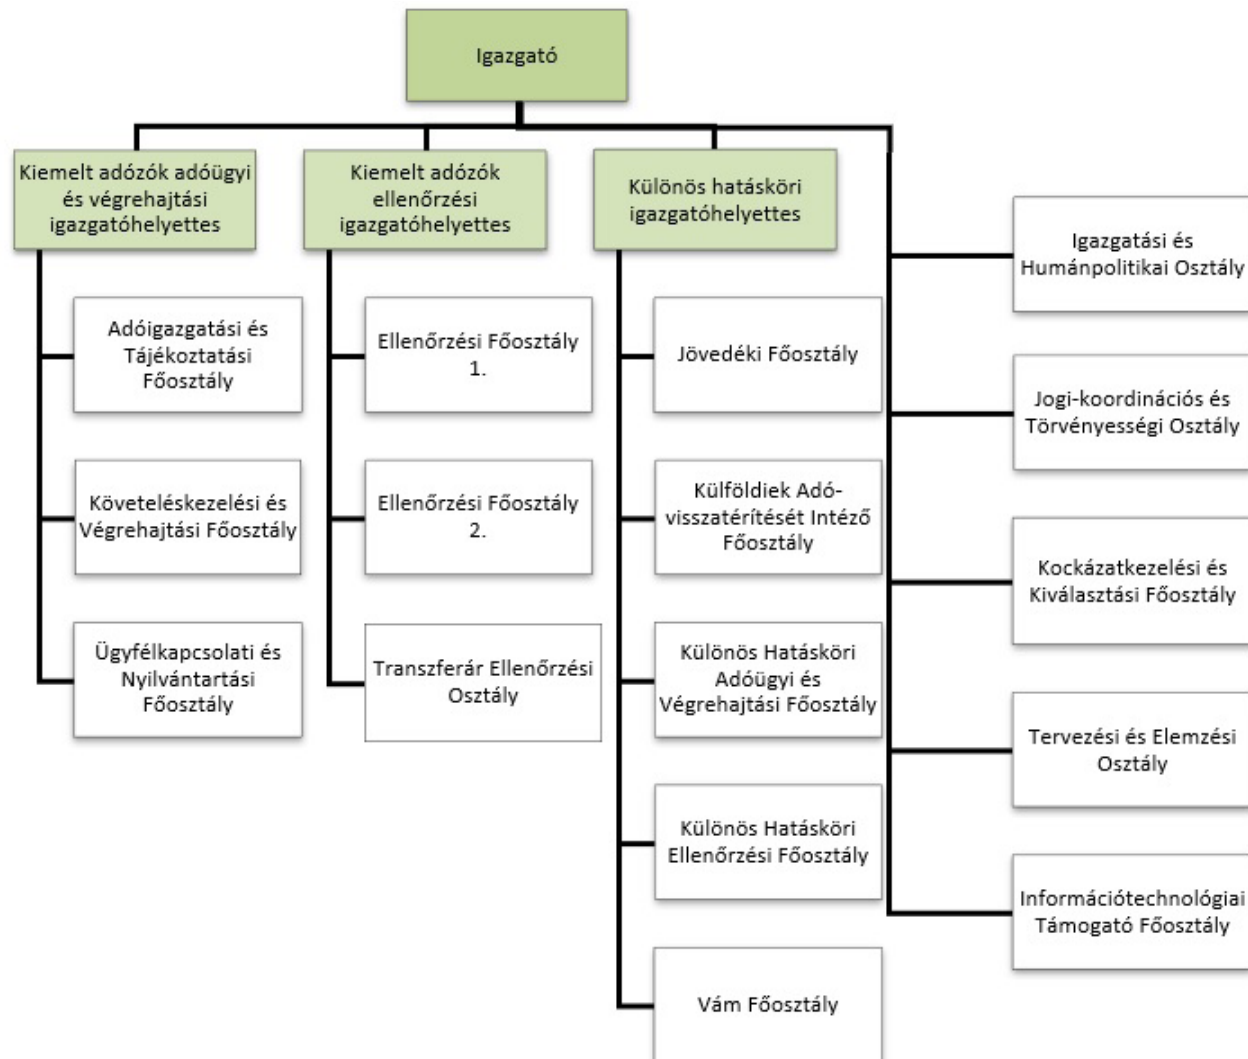 Igazgató
Kiemelt adózók adóügyi
és végrehajtási
igazgatóhelyettes
Adóigazgatási és
Tájékoztatási
Főosztály
Követeléskezelési és
Végrehajtási Főosztály
Ügyfélkapcsolati és
Nyilvántartási
Főosztály
Kiemelt adózók
ellenőrzési
igazgatóhelyettes
Ellenőrzési Főosztály
1.
Ellenőrzési Főosztály
2.
Transzferár Ellenőrzési
Osztály
Különös hatásköri
igazgatóhelyettes
Jövedéki Főosztály
Külföldiek Adó-
visszatérítését Intéző
Főosztály
Különös Hatásköri
Adóügyi és
Végrehajtási Főosztály
Különös Hatásköri
Ellenőrzési Főosztály
Vám Főosztály
Igazgatási és
Humánpolitikai Osztály
Jogi-koordinációs és
Törvényességi Osztály
Kockázatkezelési és
Kiválasztási Főosztály
Tervezési és Elemzési
Osztály
Információtechnológiai
Támogató Főosztály